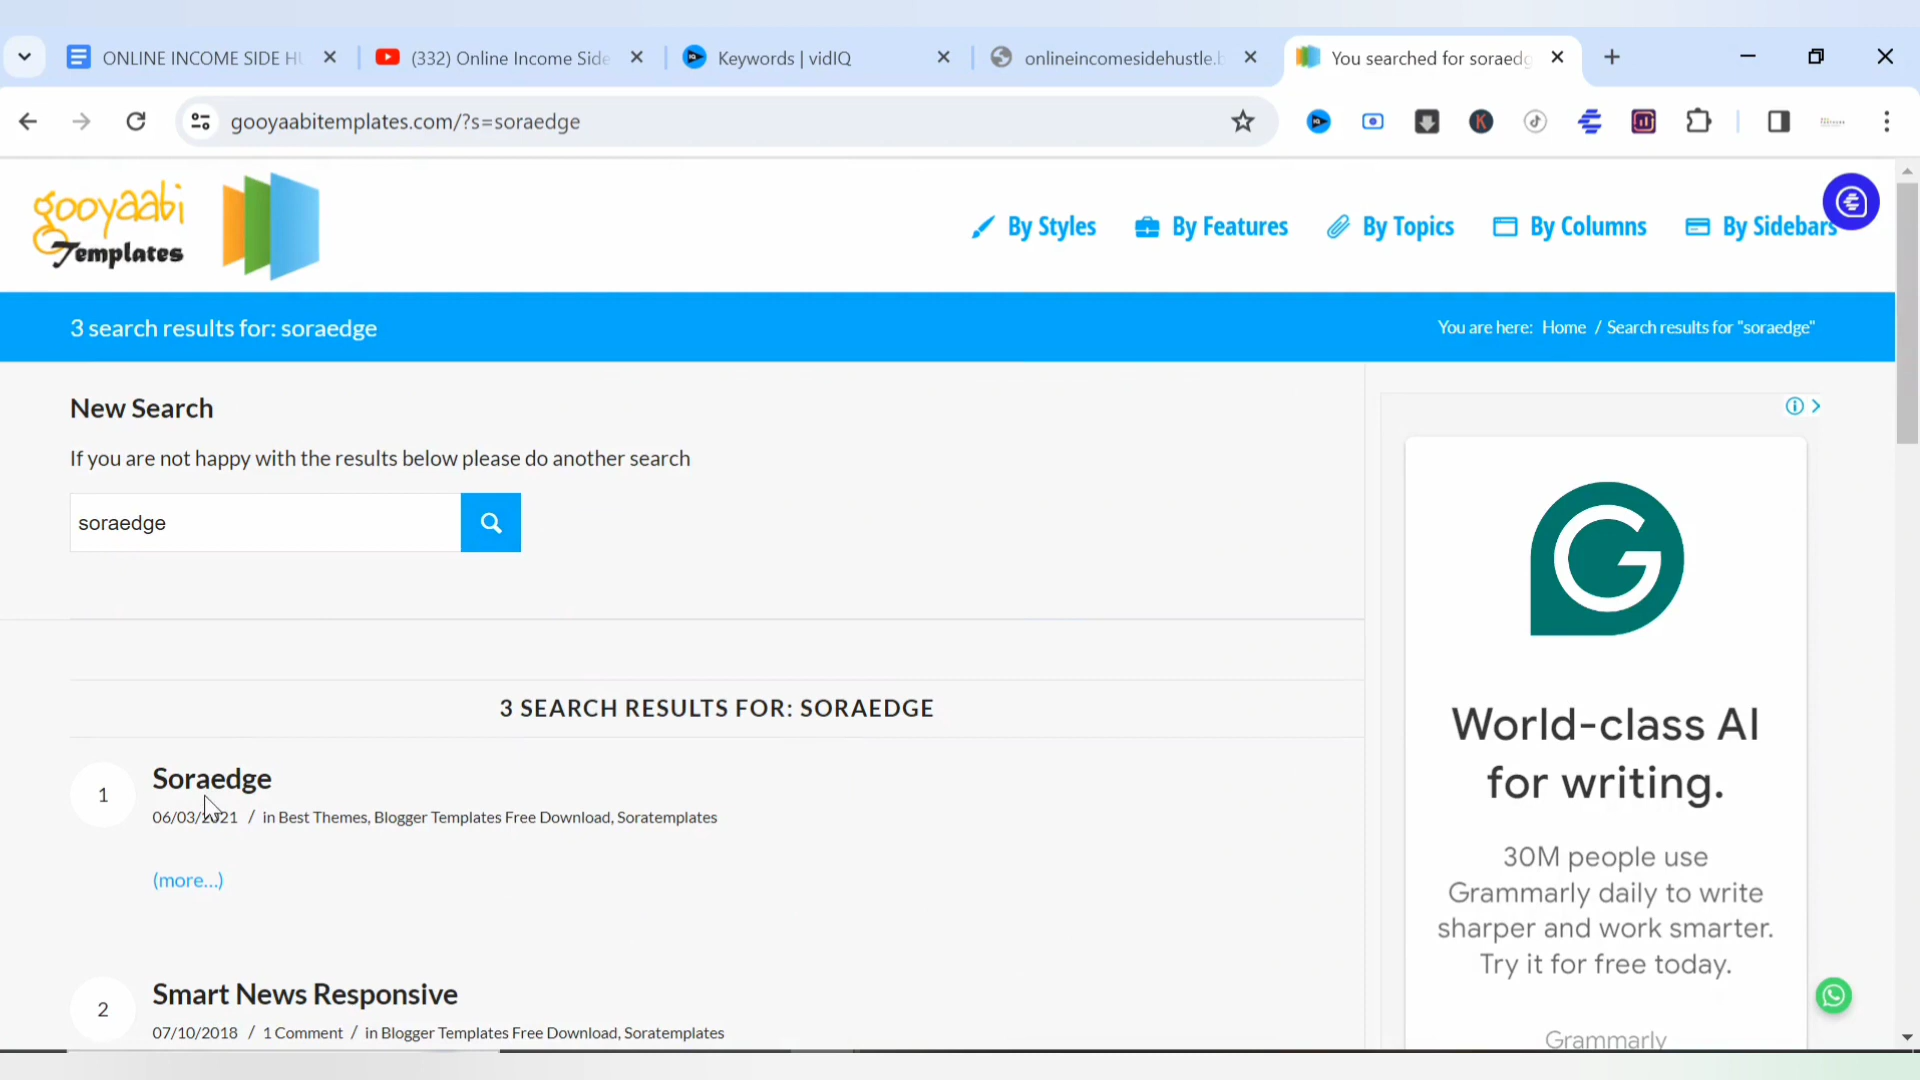 ONLINE INCOME SIDE HU
(332) Online Income Side
Keywords | vidIQ
onlineincomesidehustle.b
You searched for soraedg
gooyaabitemplates.com/?s=soraedge
gooyaabi
Templates
By Styles
By Features
By Topics
By Columns
By Sidebars
3 search results for: soraedge
You are here: Home / Search results for "soraedge"
New Search
If you are not happy with the results below please do another search
soraedge
3 SEARCH RESULTS FOR: SORAEDGE
1
Soraedge
06/03/2021 / in Best Themes, Blogger Templates Free Download, Soratemplates
(more...)
2
Smart News Responsive
07/10/2018 / 1 Comment / in Blogger Templates Free Download, Soratemplates
G
World-class AI
for writing.
30M people use
Grammarly daily to write
sharper and work smarter.
Try it for free today.
Grammarly